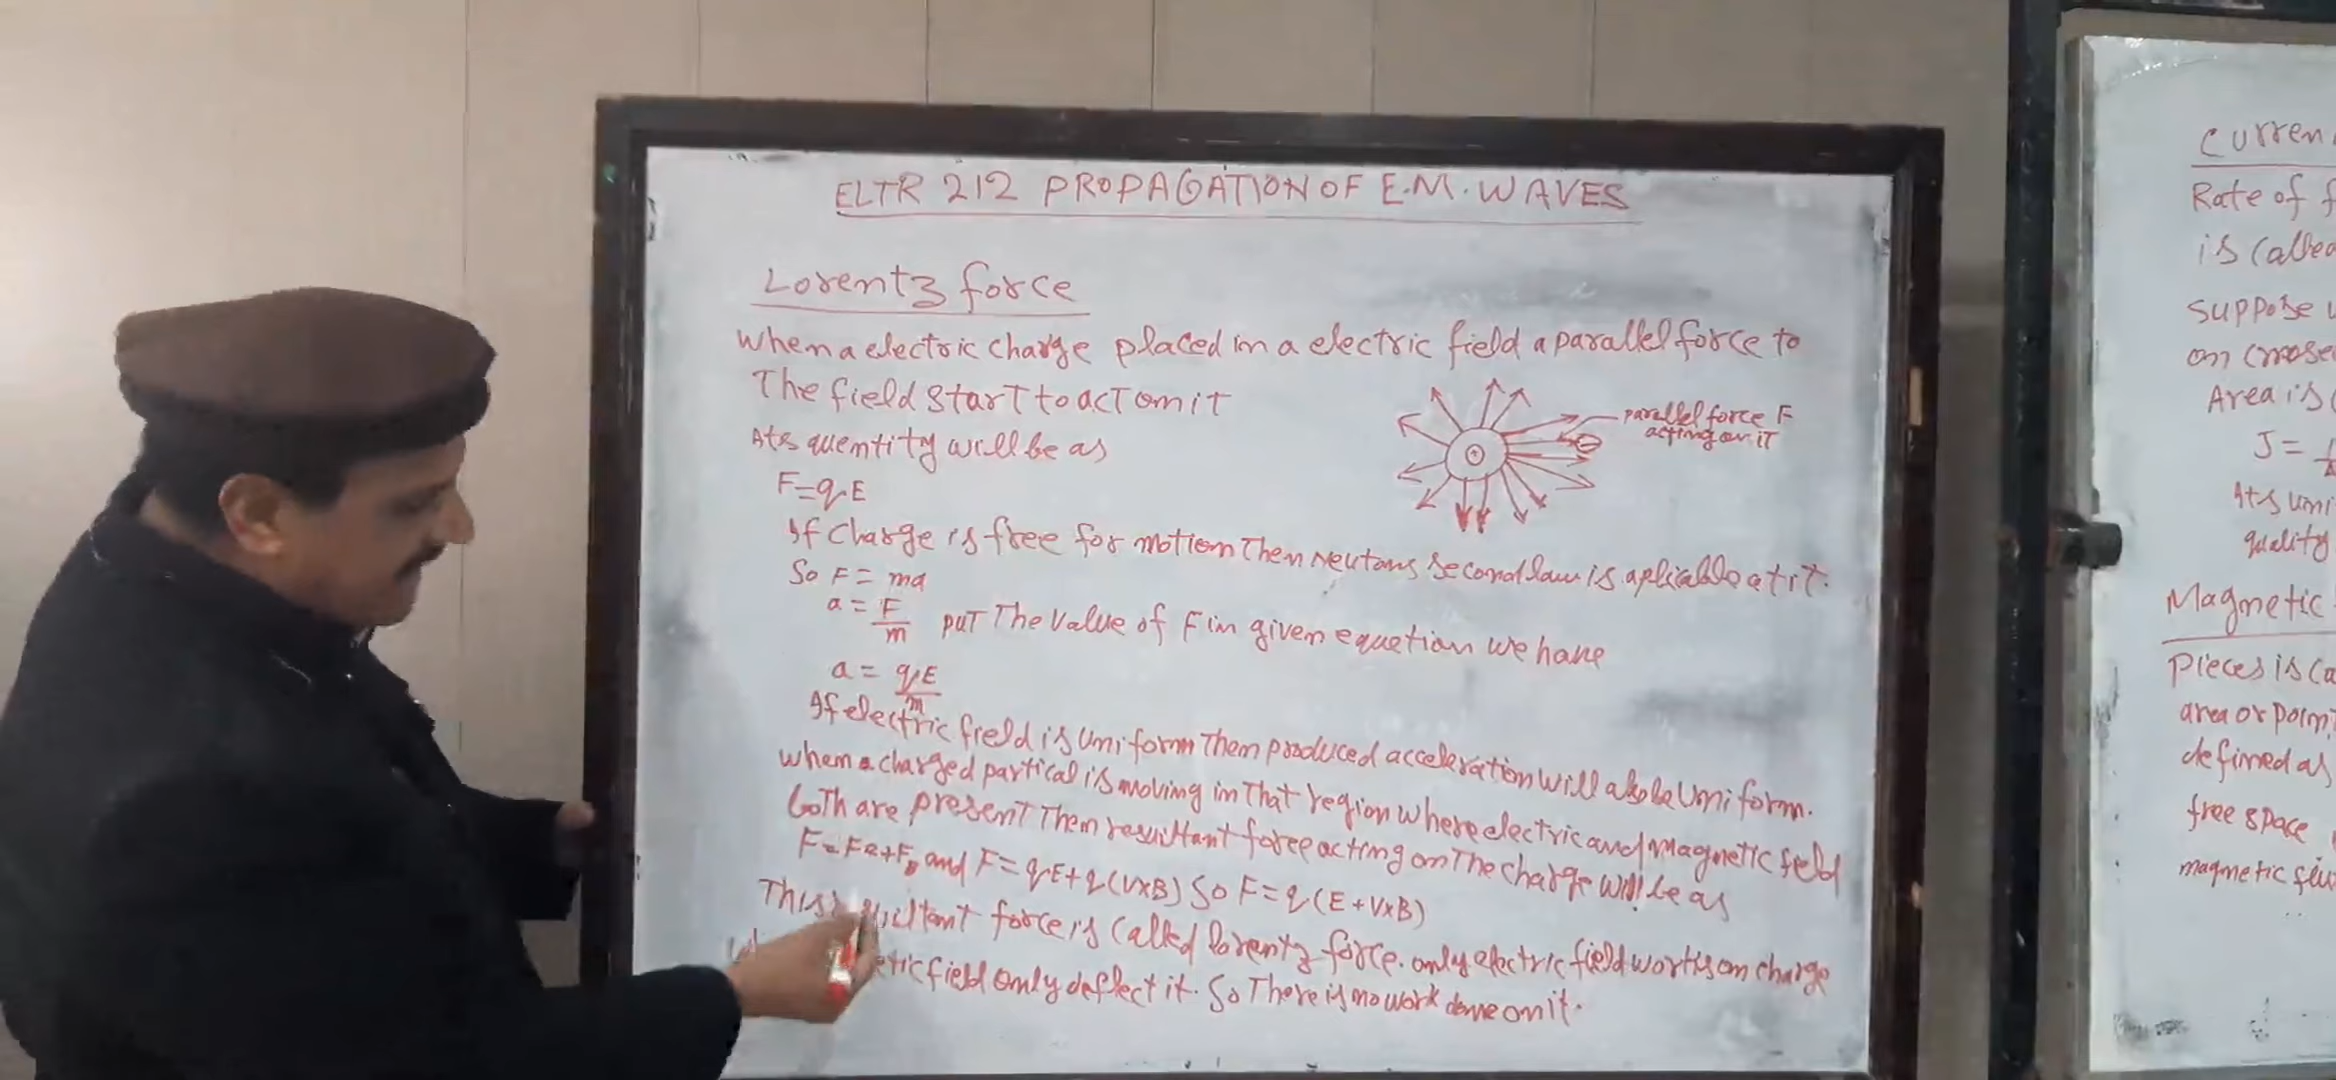 ELTR 212 PROPAGATION OF E.M. WAVES
Lorentz force
When a electric charge placed in a electric field a parallel force to
The field start to act on it
parallel force F
acting on it
Its quentity will be as
F=qE
If charge is free for motion then neutons second law is apliable at it.
So F = ma
a = F/m put The value of F in given equetion we have
a = qE/m
If electric field is uniform then produced acceleration will also be uniform.
when a charged partical is moving in That region where electric and magnetic feld
both are present Then resultant force acting on The charge will be as
F=Fe+FB and F= qE+q(V×B) So F= q(E+V×B)
force is called lorentz force. only electric field works on charge
field only deflect it. So There is no work done on it.
Curren
Rate of f
is called
suppose
on
Area is
J =
Its uni
quality
Magnetic
Pieces is ca
area or poin
defined as
free space
magnetic flu